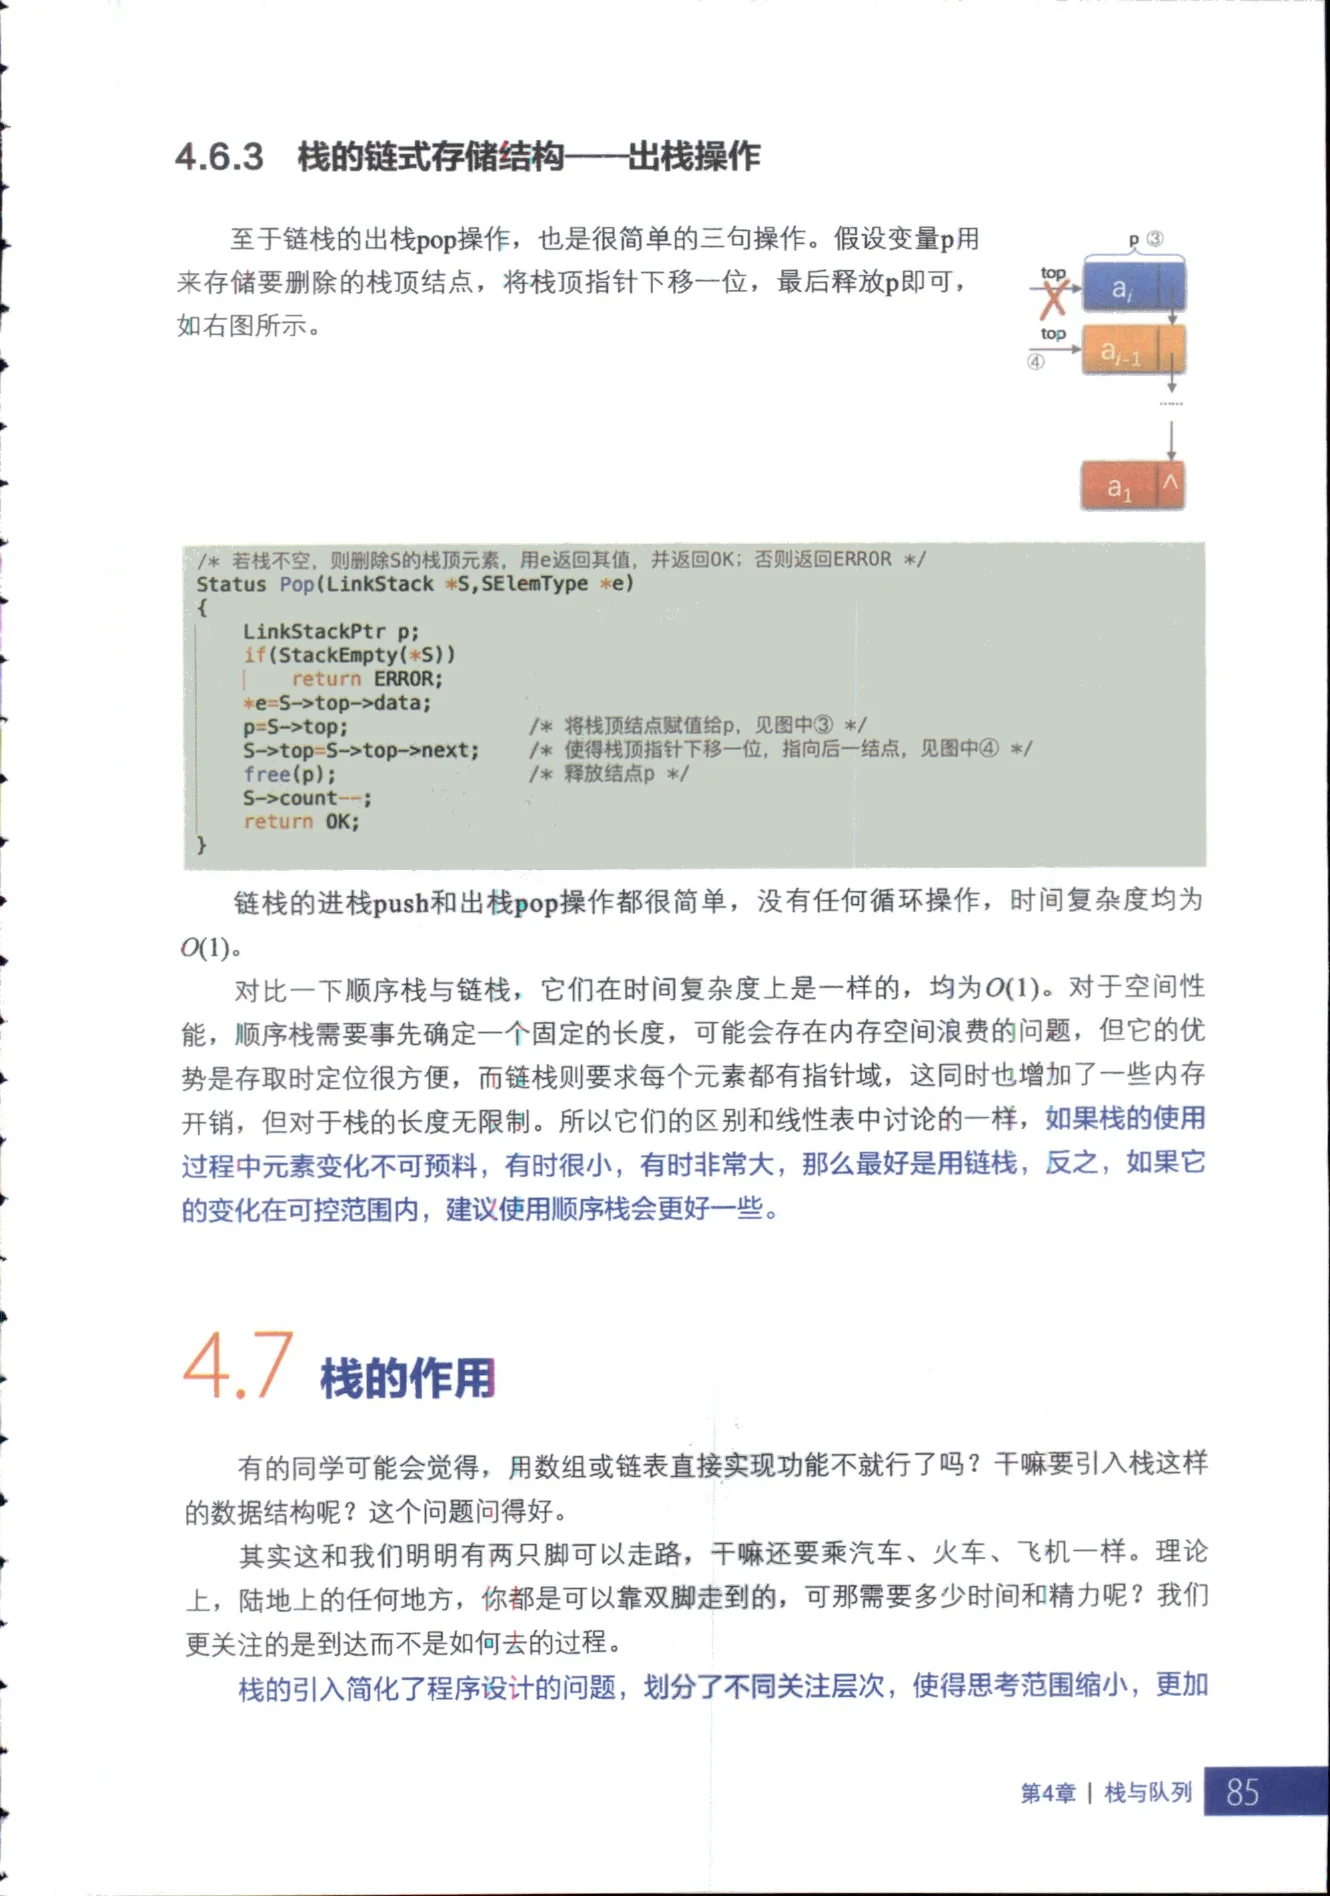 4.6.3 栈的链式存储结构——出栈操作
至于链栈的出栈pop操作，也是很简单的三句操作。假设变量p用
来存储要删除的栈顶结点，将栈顶指针下移一位，最后释放p即可，
如右图所示。
p ③
top
aᵢ
top
④
aᵢ₋₁
......
a₁ ^
/* 若栈不空，则删除S的栈顶元素，用e返回其值，并返回OK；否则返回ERROR */
Status Pop(LinkStack *S,SElemType *e)
{
LinkStackPtr p;
if(StackEmpty(*S))
return ERROR;
*e=S->top->data;
p=S->top; /* 将栈顶结点赋值给p，见图中③ */
S->top=S->top->next; /* 使得栈顶指针下移一位，指向后一结点，见图中④ */
free(p); /* 释放结点p */
S->count--;
return OK;
}
链栈的进栈push和出栈pop操作都很简单，没有任何循环操作，时间复杂度均为
O(1)。
对比一下顺序栈与链栈，它们在时间复杂度上是一样的，均为O(1)。对于空间性
能，顺序栈需要事先确定一个固定的长度，可能会存在内存空间浪费的问题，但它的优
势是存取时定位很方便，而链栈则要求每个元素都有指针域，这同时也增加了一些内存
开销，但对于栈的长度无限制。所以它们的区别和线性表中讨论的一样，如果栈的使用
过程中元素变化不可预料，有时很小，有时非常大，那么最好是用链栈，反之，如果它
的变化在可控范围内，建议使用顺序栈会更好一些。
4.7 栈的作用
有的同学可能会觉得，用数组或链表直接实现功能不就行了吗？干嘛要引入栈这样
的数据结构呢？这个问题问得好。
其实这和我们明明有两只脚可以走路，干嘛还要乘汽车、火车、飞机一样。理论
上，陆地上的任何地方，你都是可以靠双脚走到的，可那需要多少时间和精力呢？我们
更关注的是到达而不是如何去的过程。
栈的引入简化了程序设计的问题，划分了不同关注层次，使得思考范围缩小，更加
第4章 | 栈与队列 85